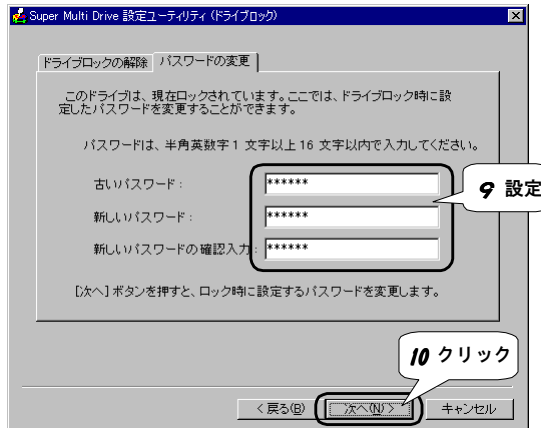 Super Multi Drive 設定ユーティリティ (ドライブロック)
ドライブロックの解除 パスワードの変更
このドライブは、現在ロックされています。ここでは、ドライブロック時に設
定したパスワードを変更することができます。
パスワードは、半角英数字1 文字以上16 文字以内で入力してください。
古いパスワード : ******
新しいパスワード : ******
新しいパスワードの確認入力 : ******
9 設定
[次へ] ボタンを押すと、ロック時に設定するパスワードを変更します。
10 クリック
< 戻る(B) 次へ(N) > キャンセル